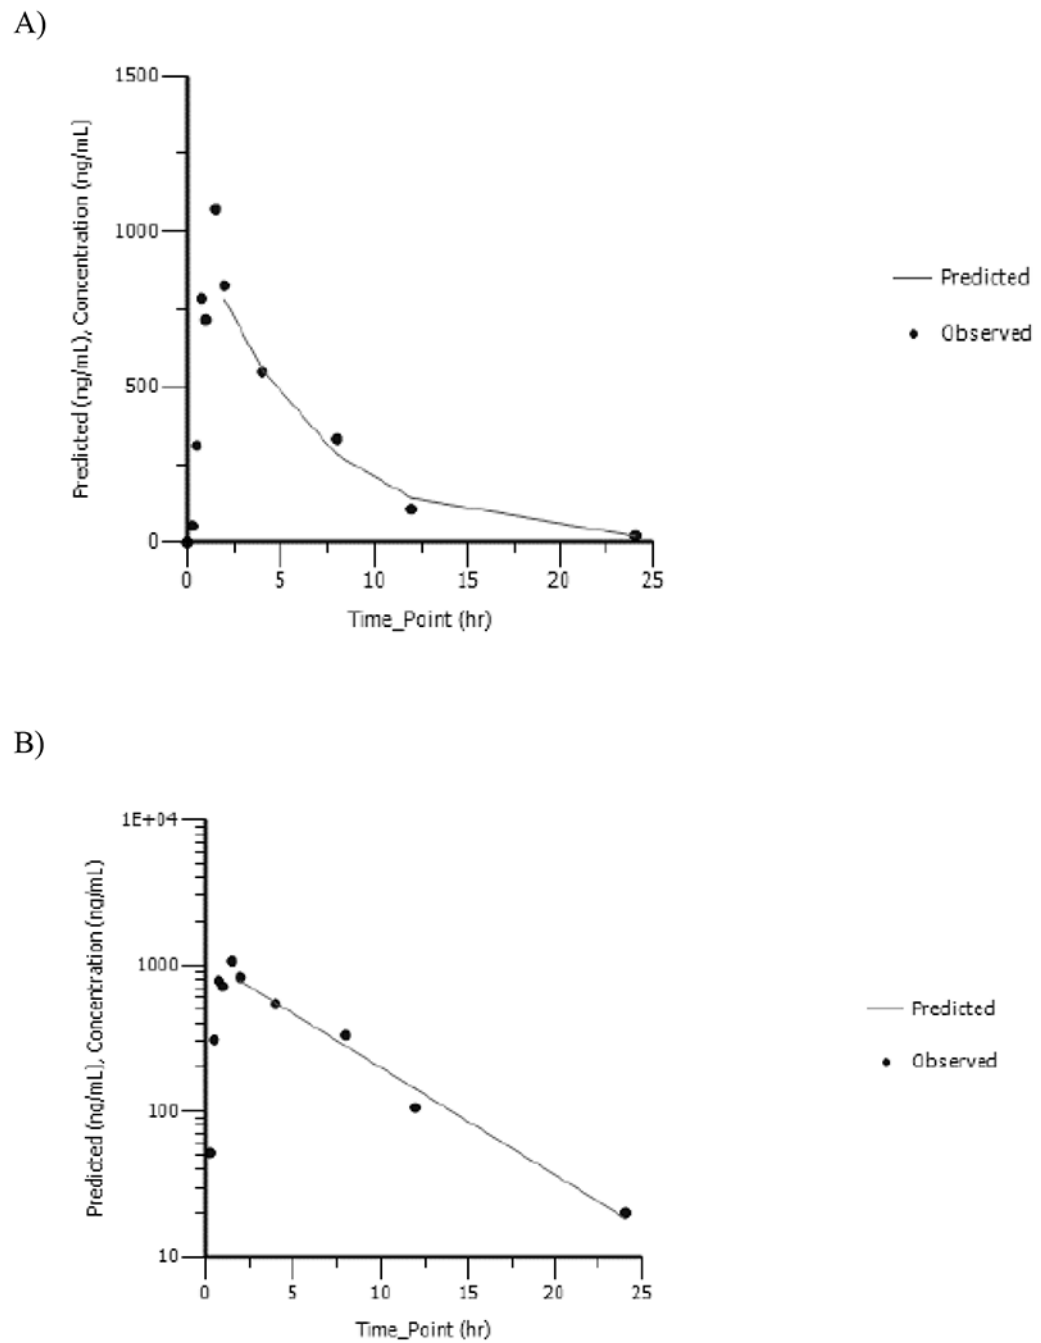 A)
1500
1000
500
0
0 5 10 15 20 25
Predicted (ng/mL), Concentration (ng/mL)
Time_Point (hr)
Predicted
Observed
B)
1E+04
1000
100
10
0 5 10 15 20 25
Predicted (ng/mL), Concentration (ng/mL)
Time_Point (hr)
Predicted
Observed